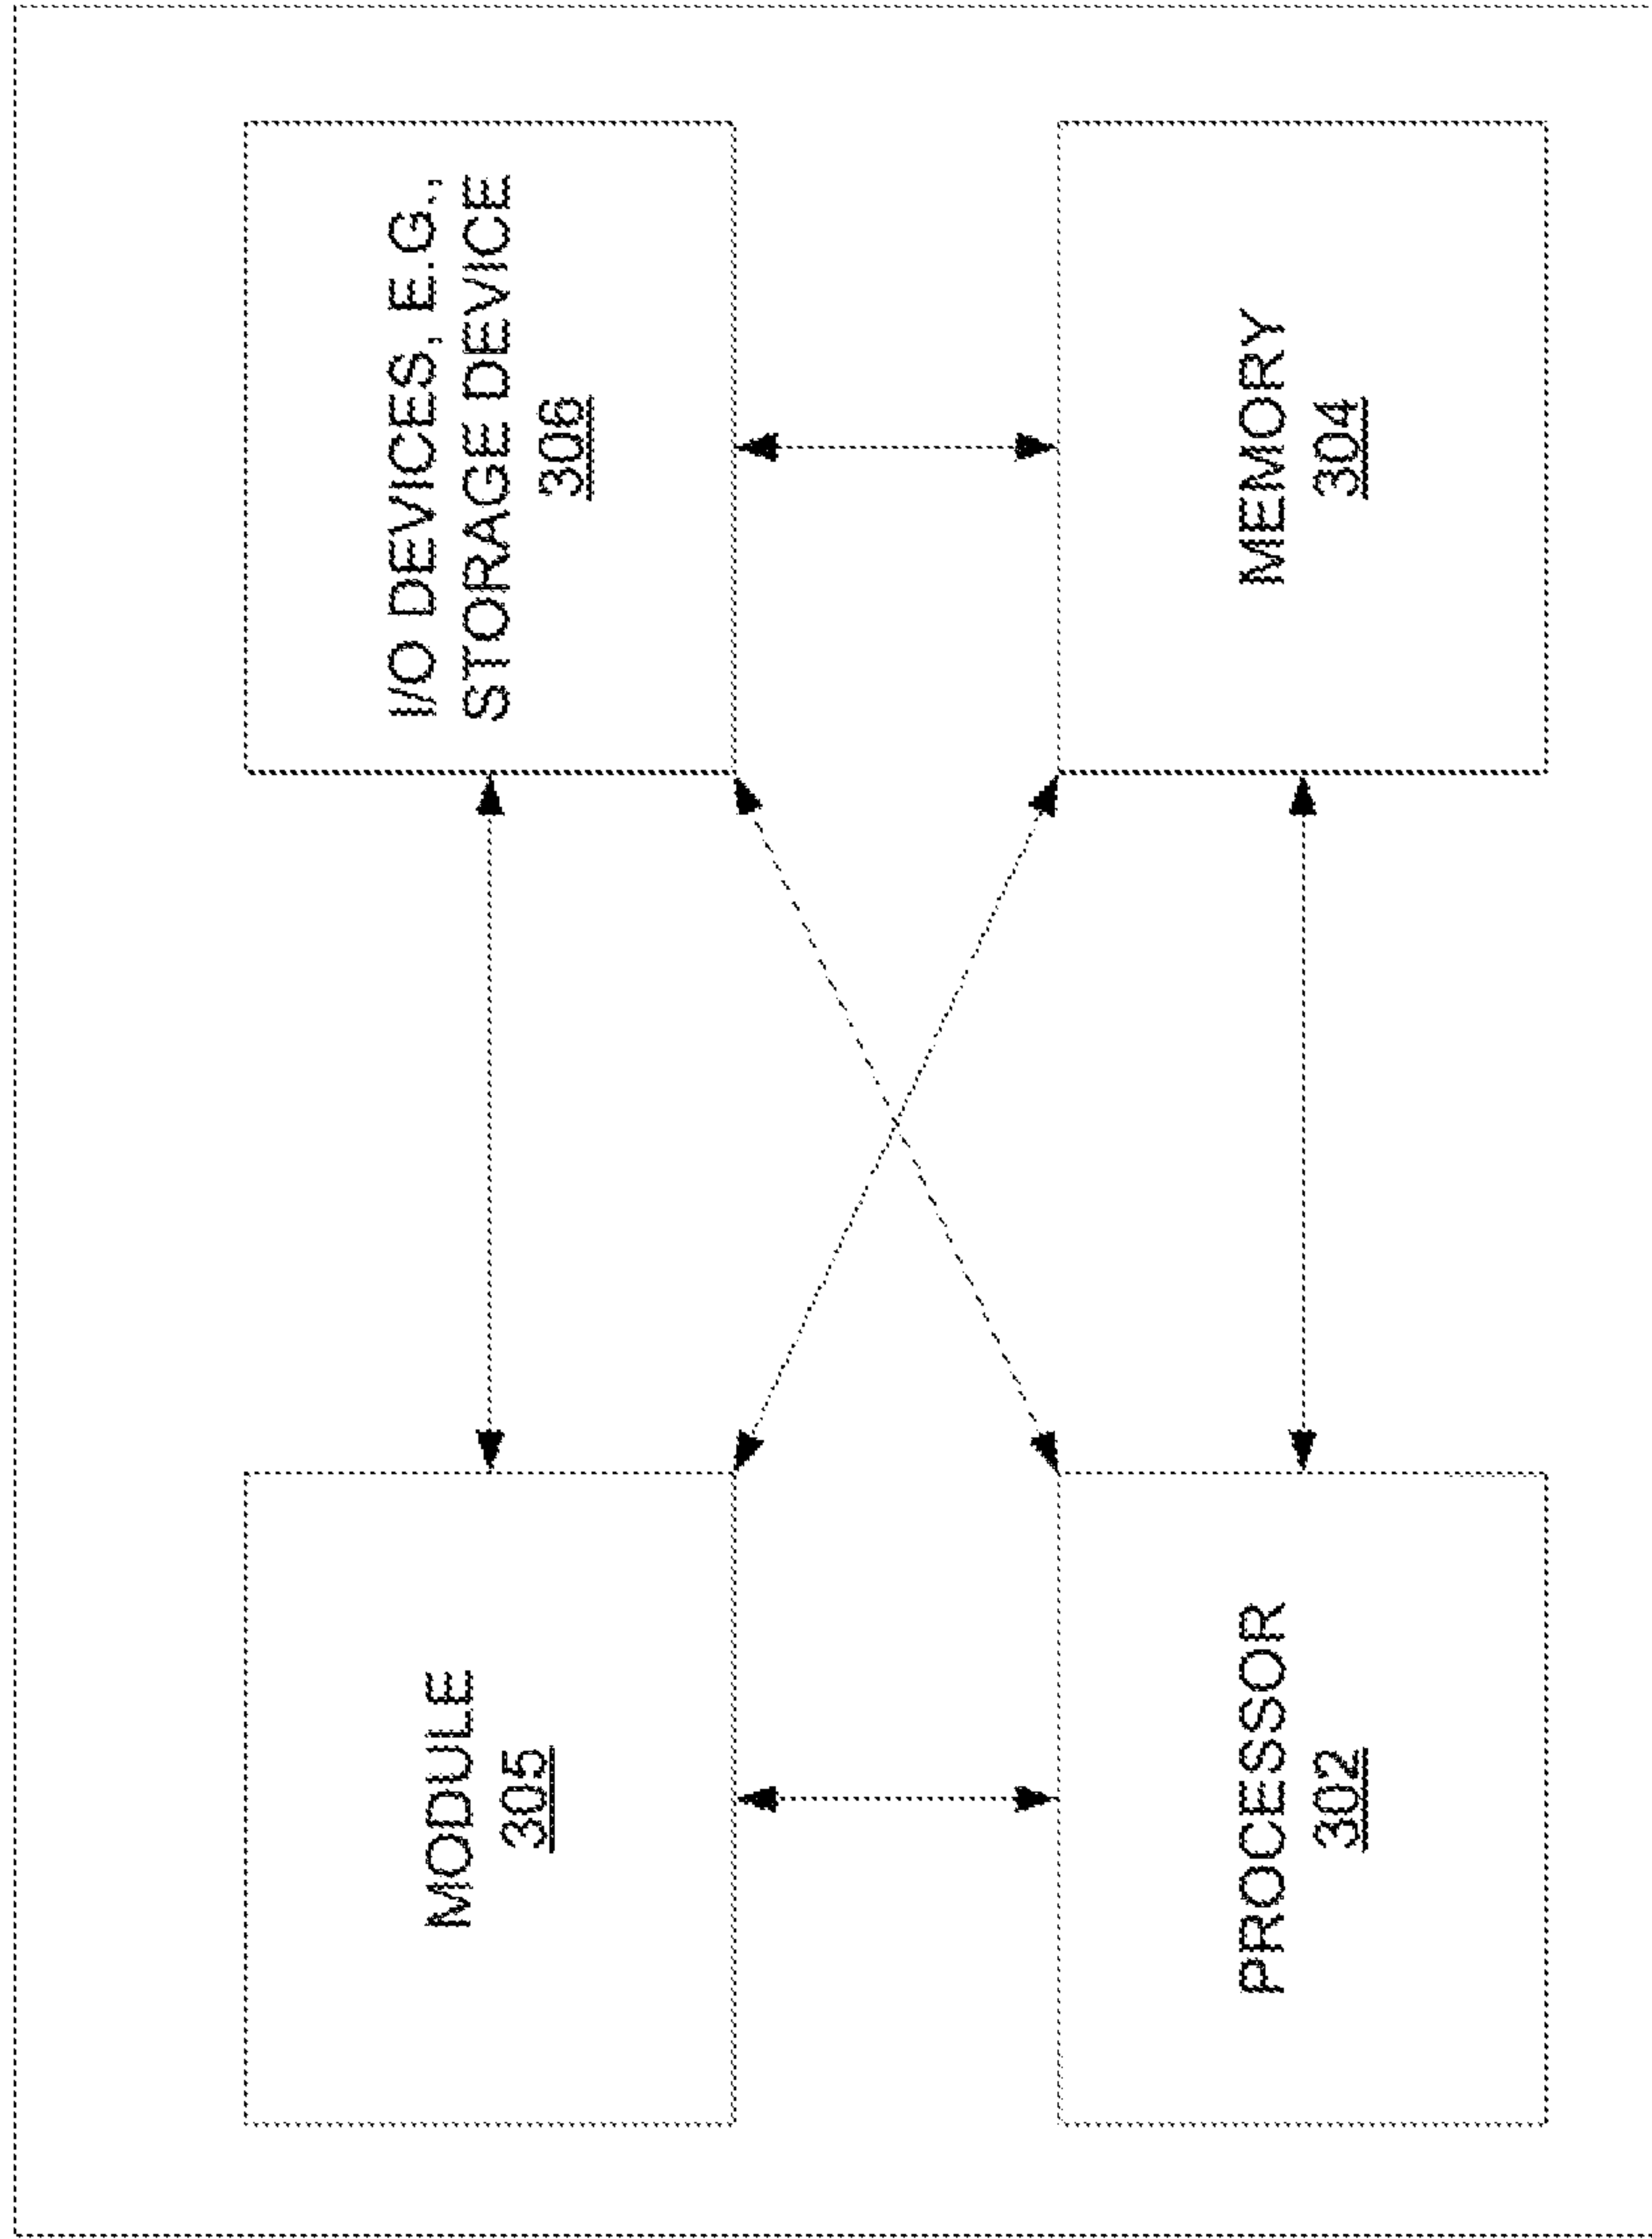 MODULE
305
I/O DEVICES, E.G.,
STORAGE DEVICE
306
PROCESSOR
302
MEMORY
304